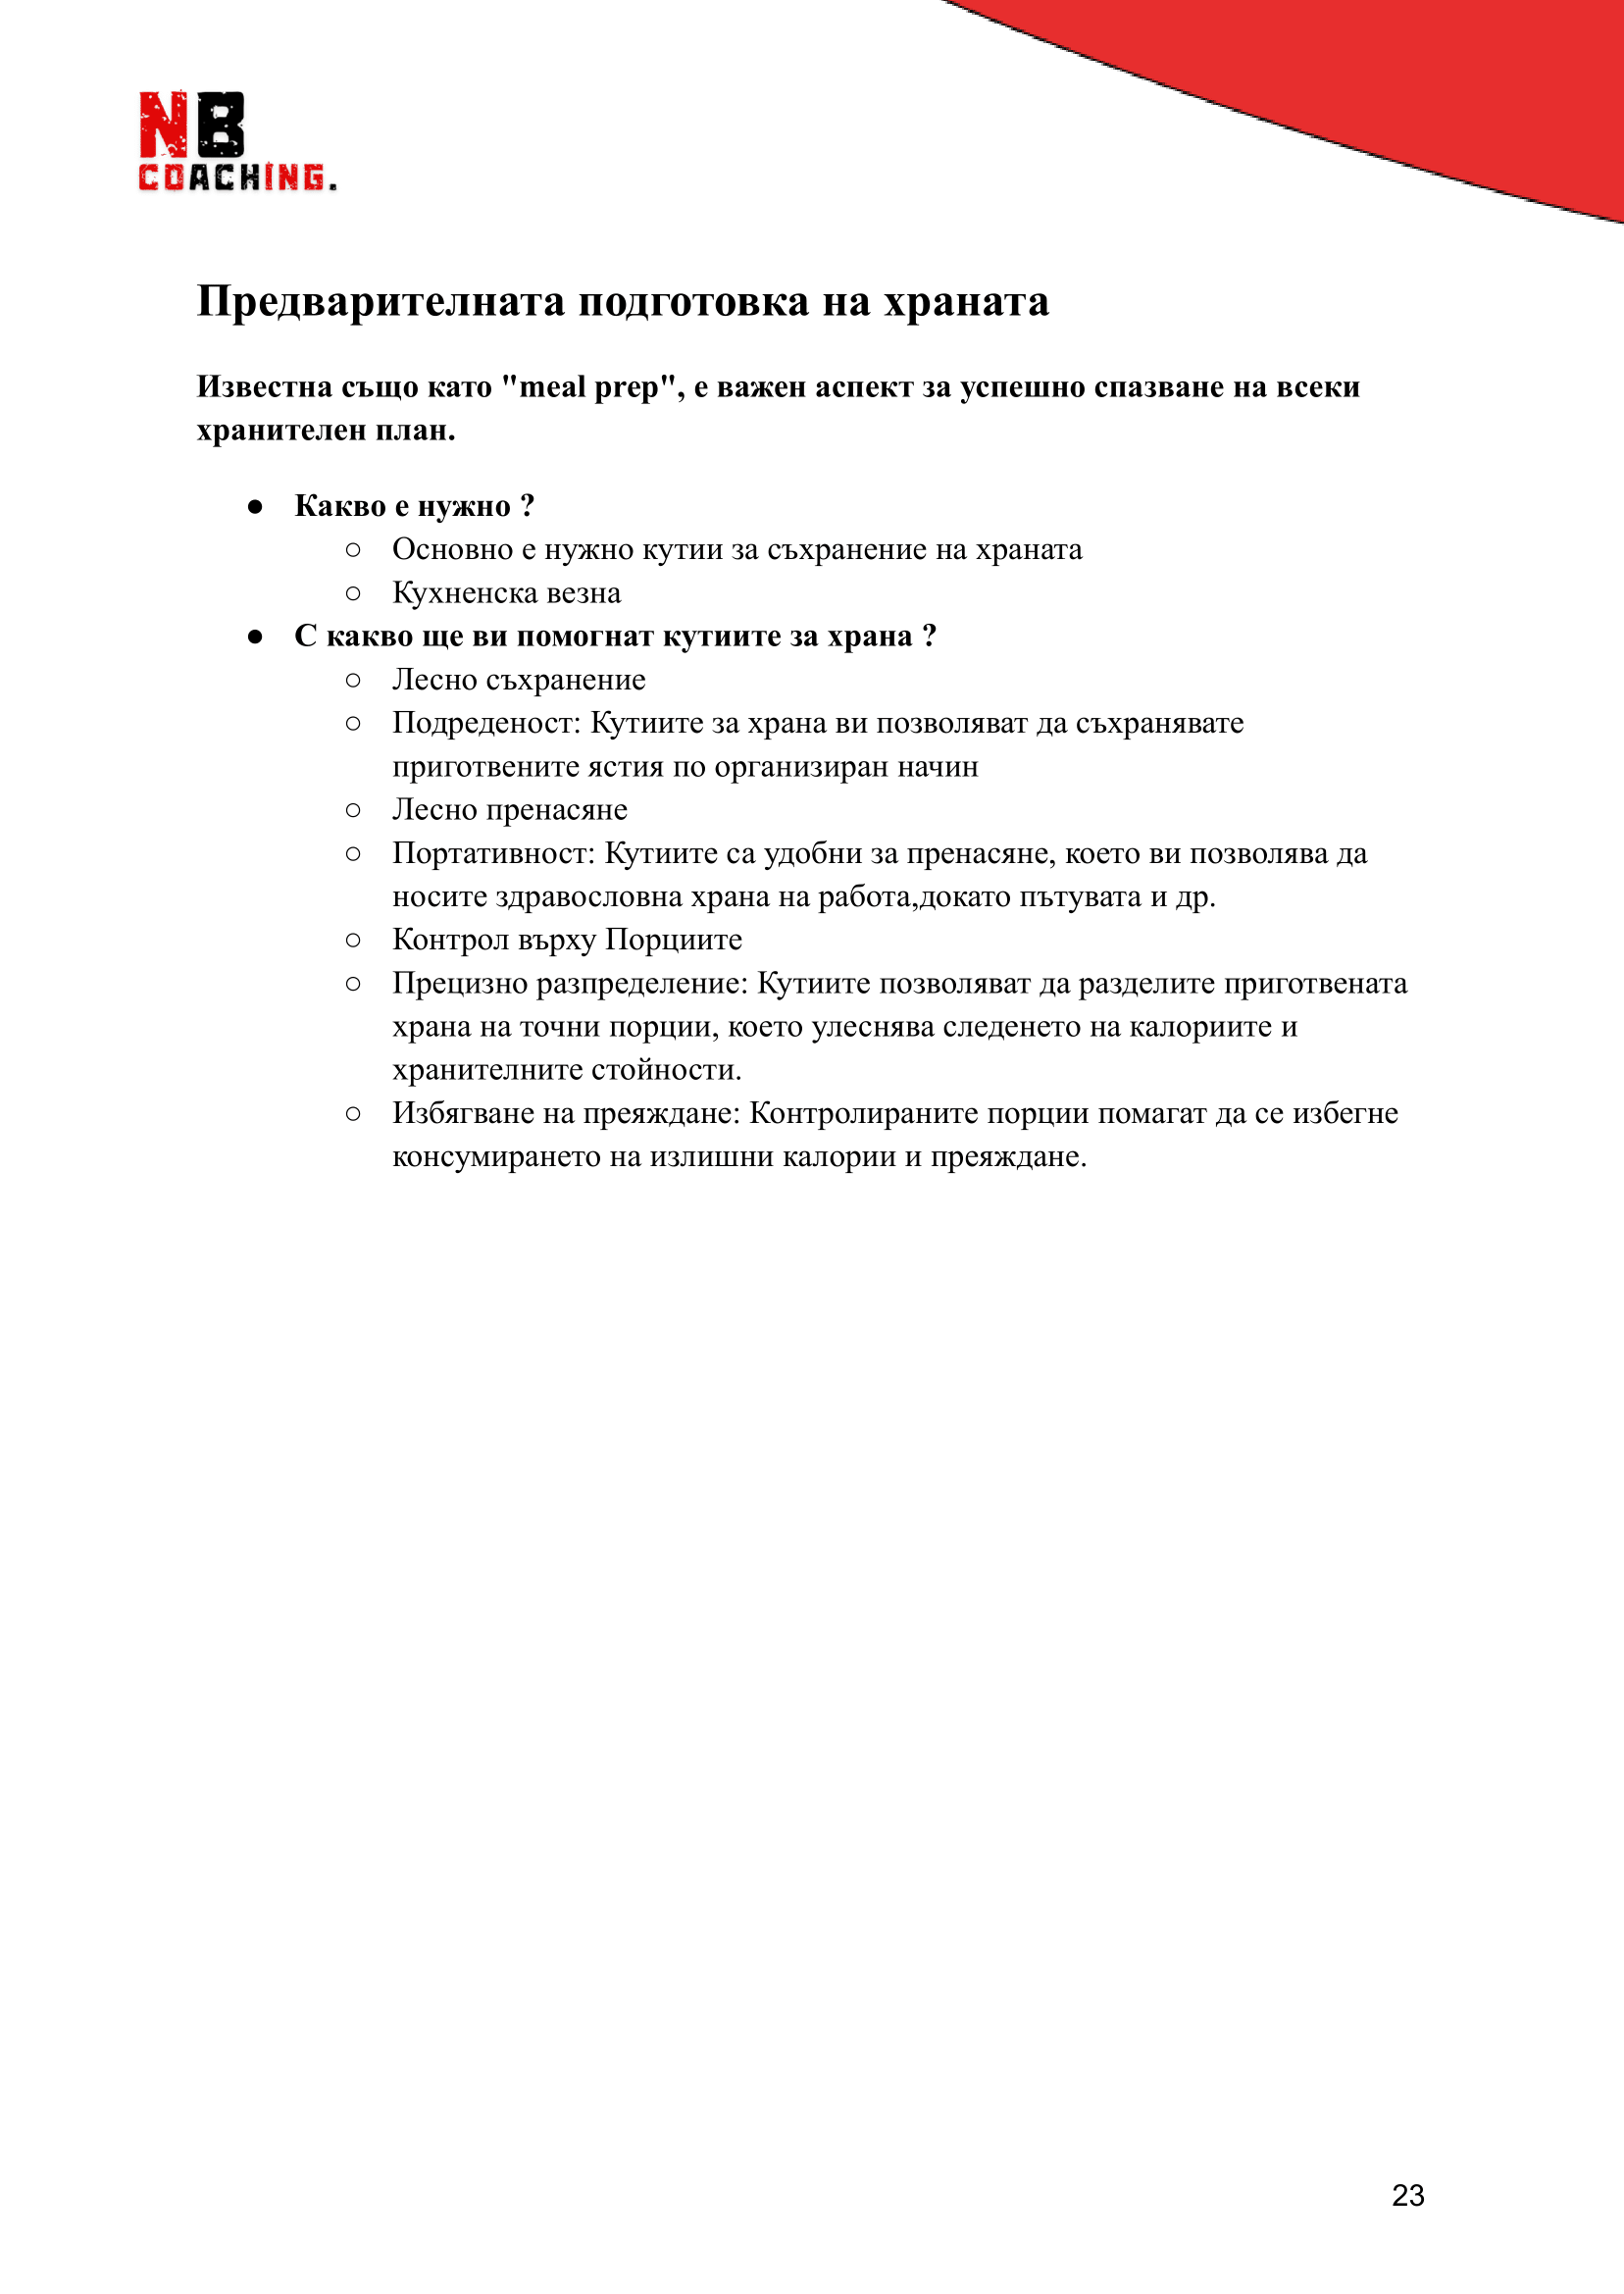 NB
COACHING.
Предварителната подготовка на храната
Известна също като "meal prep", е важен аспект за успешно спазване на всеки
хранителен план.
● Какво е нужно ?
○ Основно е нужно кутии за съхранение на храната
○ Кухненска везна
● С какво ще ви помогнат кутиите за храна ?
○ Лесно съхранение
○ Подреденост: Кутиите за храна ви позволяват да съхранявате
приготвените ястия по организиран начин
○ Лесно пренасяне
○ Портативност: Кутиите са удобни за пренасяне, което ви позволява да
носите здравословна храна на работа,докато пътувата и др.
○ Контрол върху Порциите
○ Прецизно разпределение: Кутиите позволяват да разделите приготвената
храна на точни порции, което улеснява следенето на калориите и
хранителните стойности.
○ Избягване на преяждане: Контролираните порции помагат да се избегне
консумирането на излишни калории и преяждане.
23